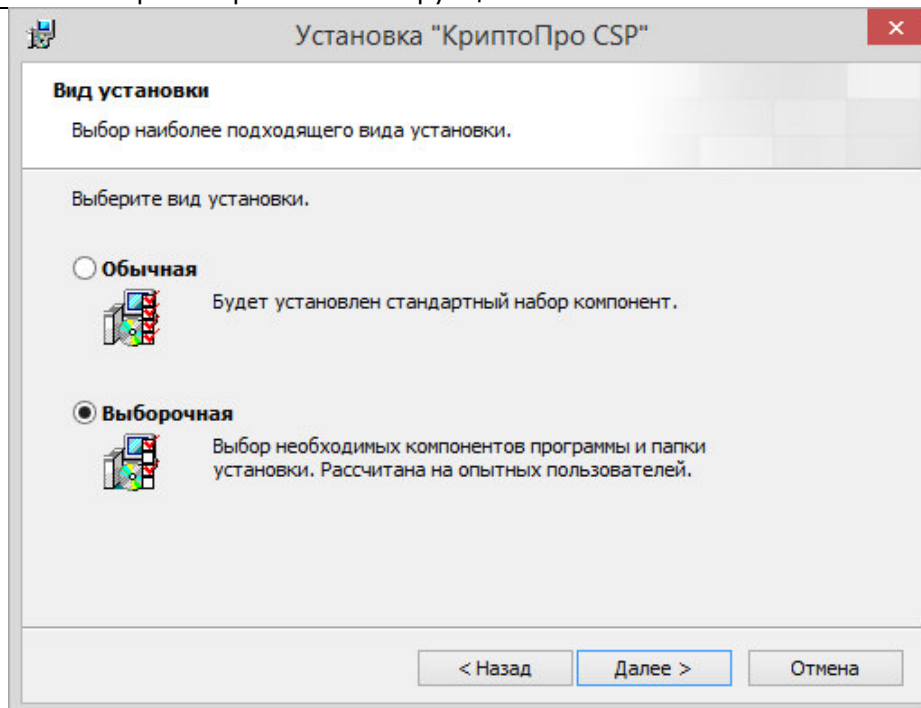 Установка "КриптоПро CSP"
Вид установки
Выбор наиболее подходящего вида установки.
Выберите вид установки.
Обычная
Будет установлен стандартный набор компонент.
Выборочная
Выбор необходимых компонентов программы и папки
установки. Рассчитана на опытных пользователей.
< Назад
Далее >
Отмена